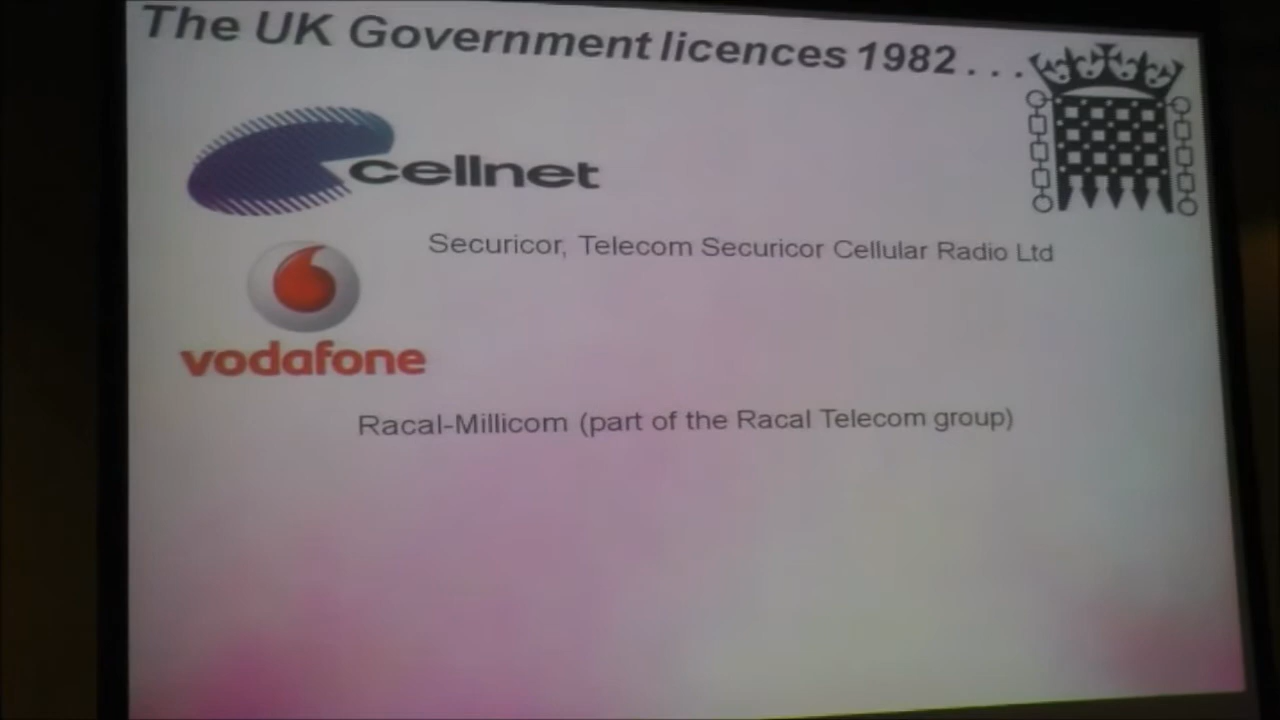 The UK Government licences 1982 . . .
cellnet
Securicor, Telecom Securicor Cellular Radio Ltd
vodafone
Racal-Millicom (part of the Racal Telecom group)